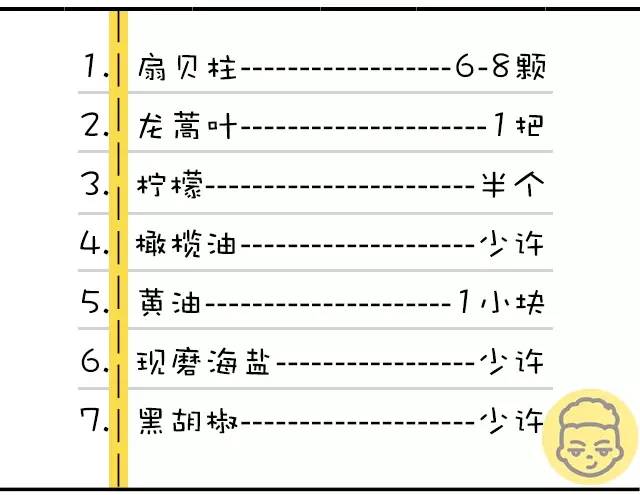 1. 扇贝柱------------------6-8颗
2. 龙蒿叶---------------------1把
3. 柠檬-----------------------半个
4. 橄榄油--------------------少许
5. 黄油---------------------1小块
6. 现磨海盐-----------------少许
7. 黑胡椒--------------------少许